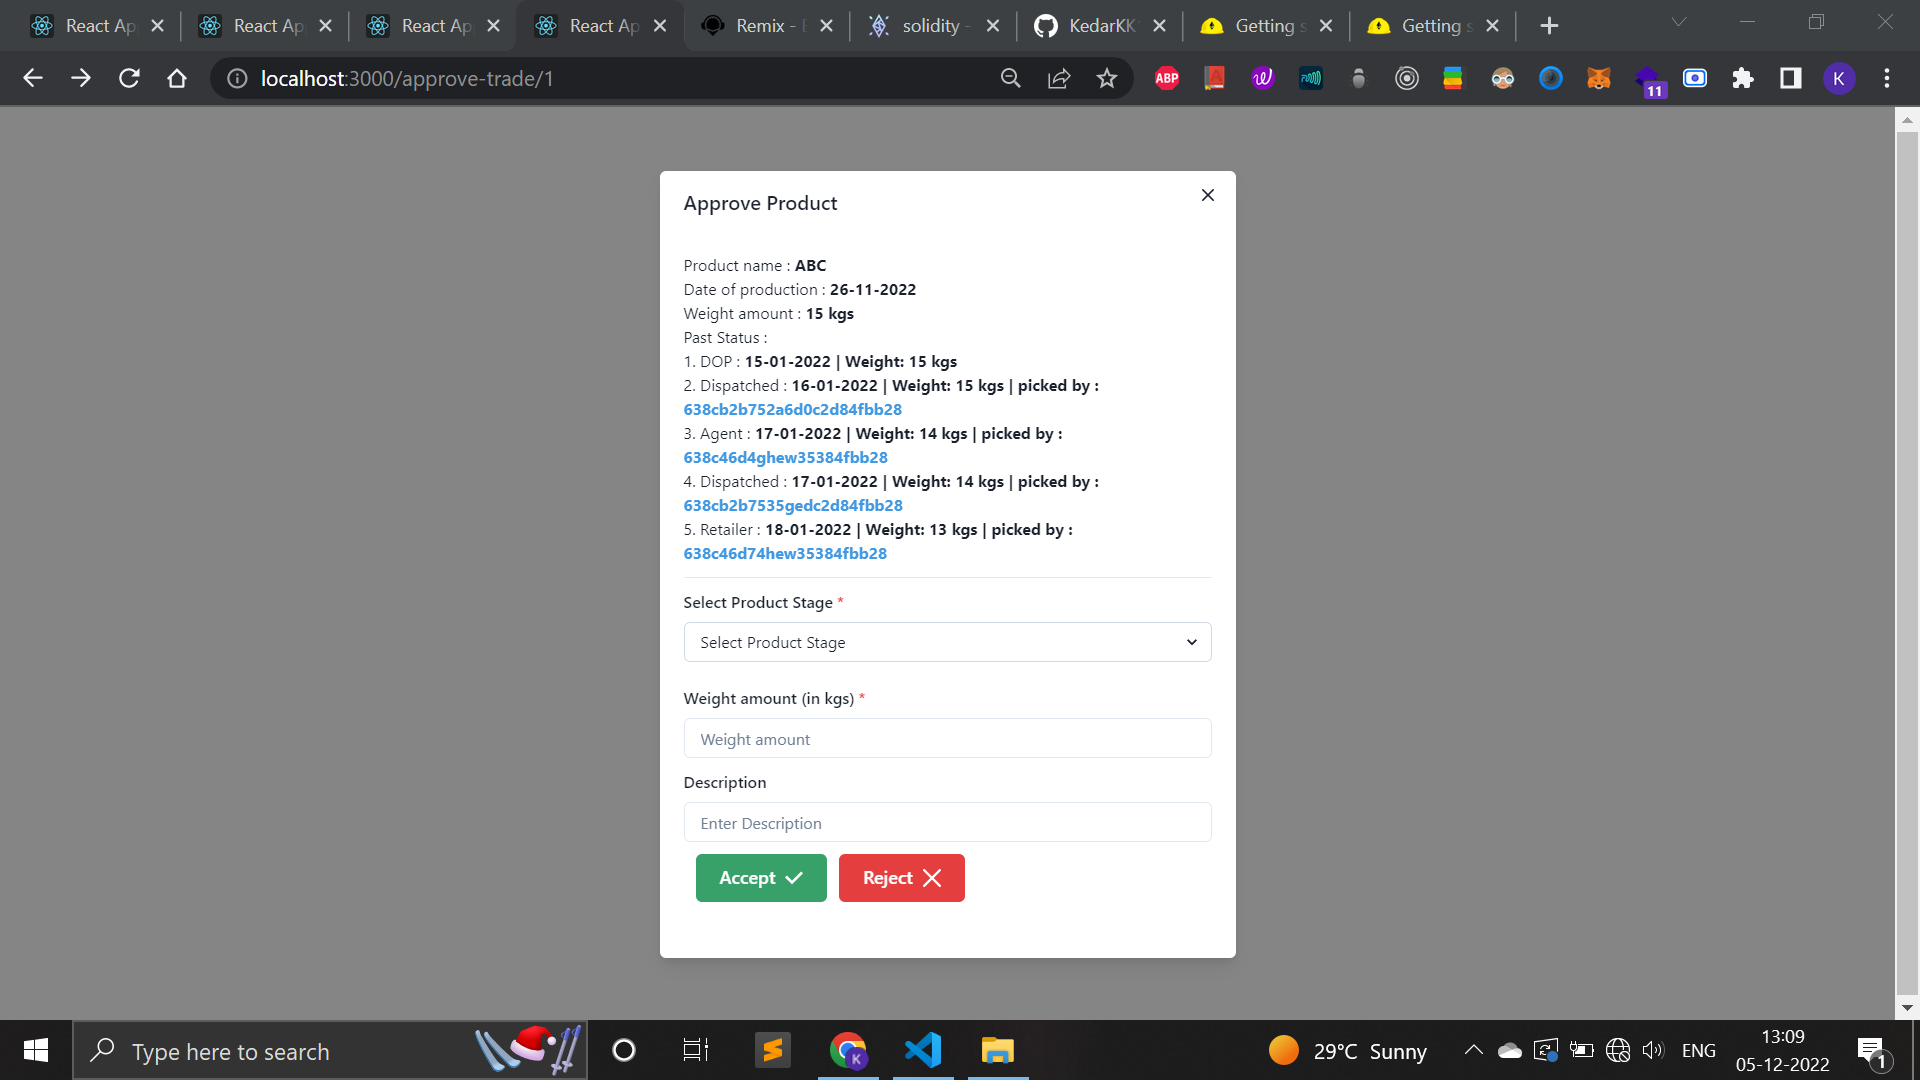 React Ap
React Ap
React Ap
React Ap
Remix -
solidity -
KedarKK
Getting s
Getting s
localhost:3000/approve-trade/1
ABP
11
K
Approve Product
Product name : ABC
Date of production : 26-11-2022
Weight amount : 15 kgs
Past Status :
1. DOP : 15-01-2022 | Weight: 15 kgs
2. Dispatched : 16-01-2022 | Weight: 15 kgs | picked by :
638cb2b752a6d0c2d84fbb28
3. Agent : 17-01-2022 | Weight: 14 kgs | picked by :
638c46d4ghew35384fbb28
4. Dispatched : 17-01-2022 | Weight: 14 kgs | picked by :
638cb2b7535gedc2d84fbb28
5. Retailer : 18-01-2022 | Weight: 13 kgs | picked by :
638c46d74hew35384fbb28
Select Product Stage *
Select Product Stage
Weight amount (in kgs) *
Weight amount
Description
Enter Description
Accept
Reject
Type here to search
K
29°C Sunny
ENG
13:09
05-12-2022
1